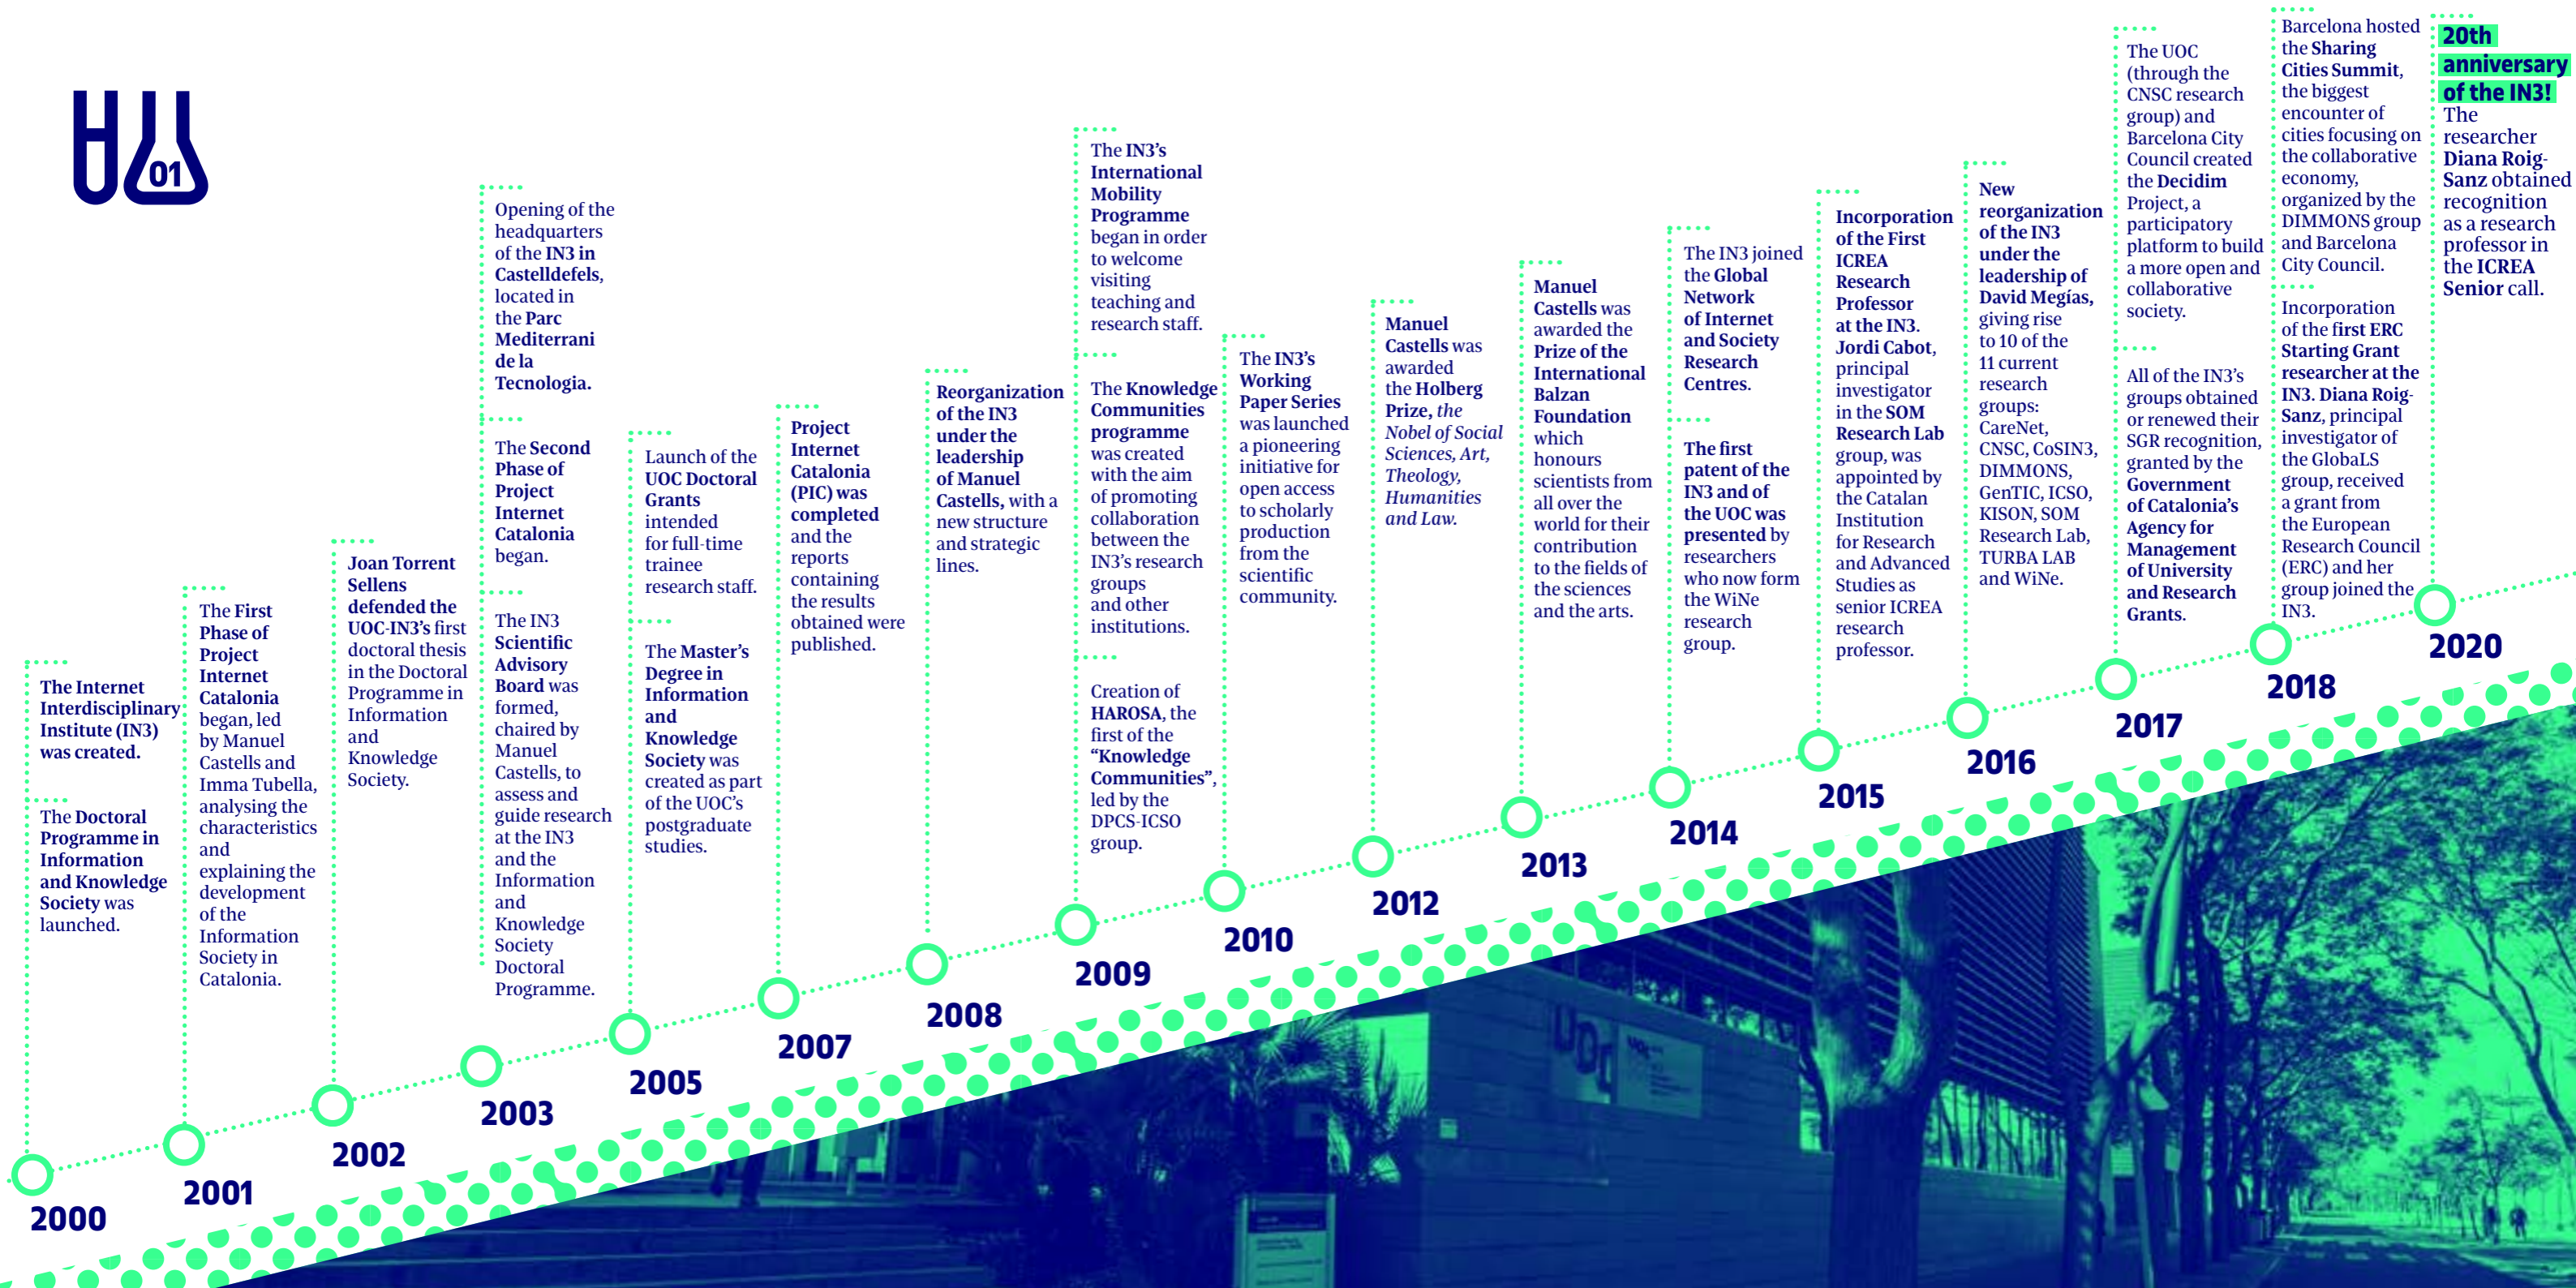 01
The Internet
Interdisciplinary
Institute (IN3)
was created.
The Doctoral
Programme in
Information
and Knowledge
Society was
launched.
2000
The First
Phase of
Project
Internet
Catalonia
began, led
by Manuel
Castells and
Imma Tubella,
analysing the
characteristics
and
explaining the
development
of the
Information
Society in
Catalonia.
2001
Joan Torrent
Sellens
defended the
UOC-IN3’s first
doctoral thesis
in the Doctoral
Programme in
Information
and
Knowledge
Society.
2002
Opening of the
headquarters
of the IN3 in
Castelldefels,
located in
the Parc
Mediterrani
de la
Tecnologia.
The Second
Phase of
Project
Internet
Catalonia
began.
The IN3
Scientific
Advisory
Board was
formed,
chaired by
Manuel
Castells, to
assess and
guide research
at the IN3
and the
Information
and
Knowledge
Society
Doctoral
Programme.
2003
Launch of the
UOC Doctoral
Grants
intended
for full-time
trainee
research staff.
The Master’s
Degree in
Information
and
Knowledge
Society was
created as part
of the UOC’s
postgraduate
studies.
2005
Project
Internet
Catalonia
(PIC) was
completed
and the
reports
containing
the results
obtained were
published.
2007
Reorganization
of the IN3
under the
leadership
of Manuel
Castells, with a
new structure
and strategic
lines.
2008
The IN3’s
International
Mobility
Programme
began in order
to welcome
visiting
teaching and
research staff.
The Knowledge
Communities
programme
was created
with the aim
of promoting
collaboration
between the
IN3’s research
groups
and other
institutions.
Creation of
HAROSA, the
first of the
“Knowledge
Communities”,
led by the
DPCS-ICSO
group.
2009
The IN3’s
Working
Paper Series
was launched
a pioneering
initiative for
open access
to scholarly
production
from the
scientific
community.
2010
Manuel
Castells was
awarded
the Holberg
Prize, the
Nobel of Social
Sciences, Art,
Theology,
Humanities
and Law.
2012
Manuel
Castells was
awarded the
Prize of the
International
Balzan
Foundation
which
honours
scientists from
all over the
world for their
contribution
to the fields of
the sciences
and the arts.
2013
The IN3 joined
the Global
Network
of Internet
and Society
Research
Centres.
The first
patent of the
IN3 and of
the UOC was
presented by
researchers
who now form
the WiNe
research
group.
2014
Incorporation
of the First
ICREA
Research
Professor
at the IN3.
Jordi Cabot,
principal
investigator
in the SOM
Research Lab
group, was
appointed by
the Catalan
Institution
for Research
and Advanced
Studies as
senior ICREA
research
professor.
2015
New
reorganization
of the IN3
under the
leadership of
David Megías,
giving rise
to 10 of the
11 current
research
groups:
CareNet,
CNSC, CoSIN3,
DIMMONS,
GenTIC, ICSO,
KISON, SOM
Research Lab,
TURBA LAB
and WiNe.
2016
The UOC
(through the
CNSC research
group) and
Barcelona City
Council created
the Decidim
Project, a
participatory
platform to build
a more open and
collaborative
society.
All of the IN3’s
groups obtained
or renewed their
SGR recognition,
granted by the
Government
of Catalonia’s
Agency for
Management
of University
and Research
Grants.
2017
Barcelona hosted
the Sharing
Cities Summit,
the biggest
encounter of
cities focusing on
the collaborative
economy,
organized by the
DIMMONS group
and Barcelona
City Council.
Incorporation
of the first ERC
Starting Grant
researcher at the
IN3. Diana Roig-
Sanz, principal
investigator of
the GlobaLS
group, received
a grant from
the European
Research Council
(ERC) and her
group joined the
IN3.
2018
20th
anniversary
of the IN3!
The
researcher
Diana Roig-
Sanz obtained
recognition
as a research
professor in
the ICREA
Senior call.
2020